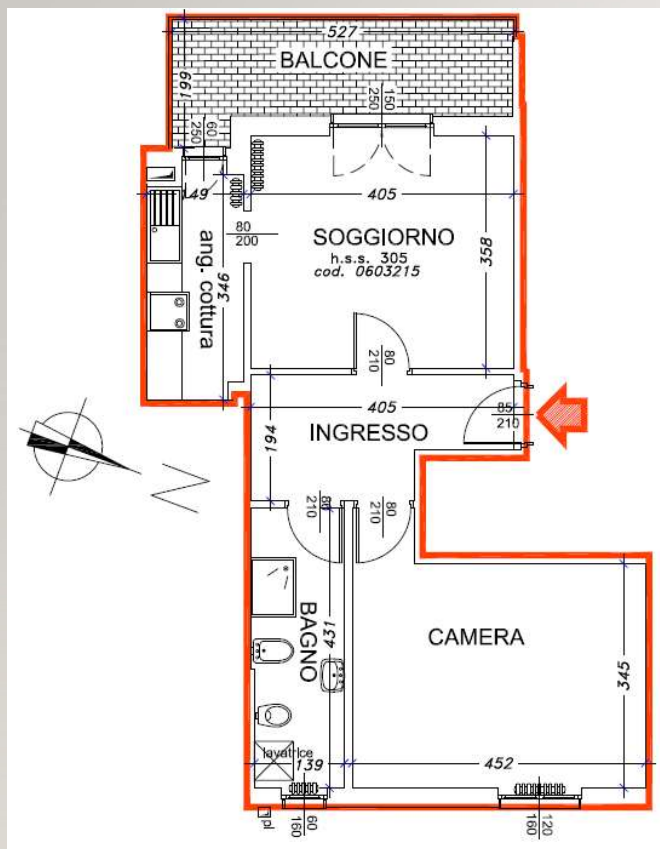 527
BALCONE
199
150
250
60
250
149
405
80
200
SOGGIORNO
h.s.s. 305
cod. 0603215
358
ang. cottura
346
80
210
405
85
210
194
INGRESSO
80
210
80
210
N
BAGNO
431
CAMERA
345
lavatrice
139
452
pl
60
160
120
160